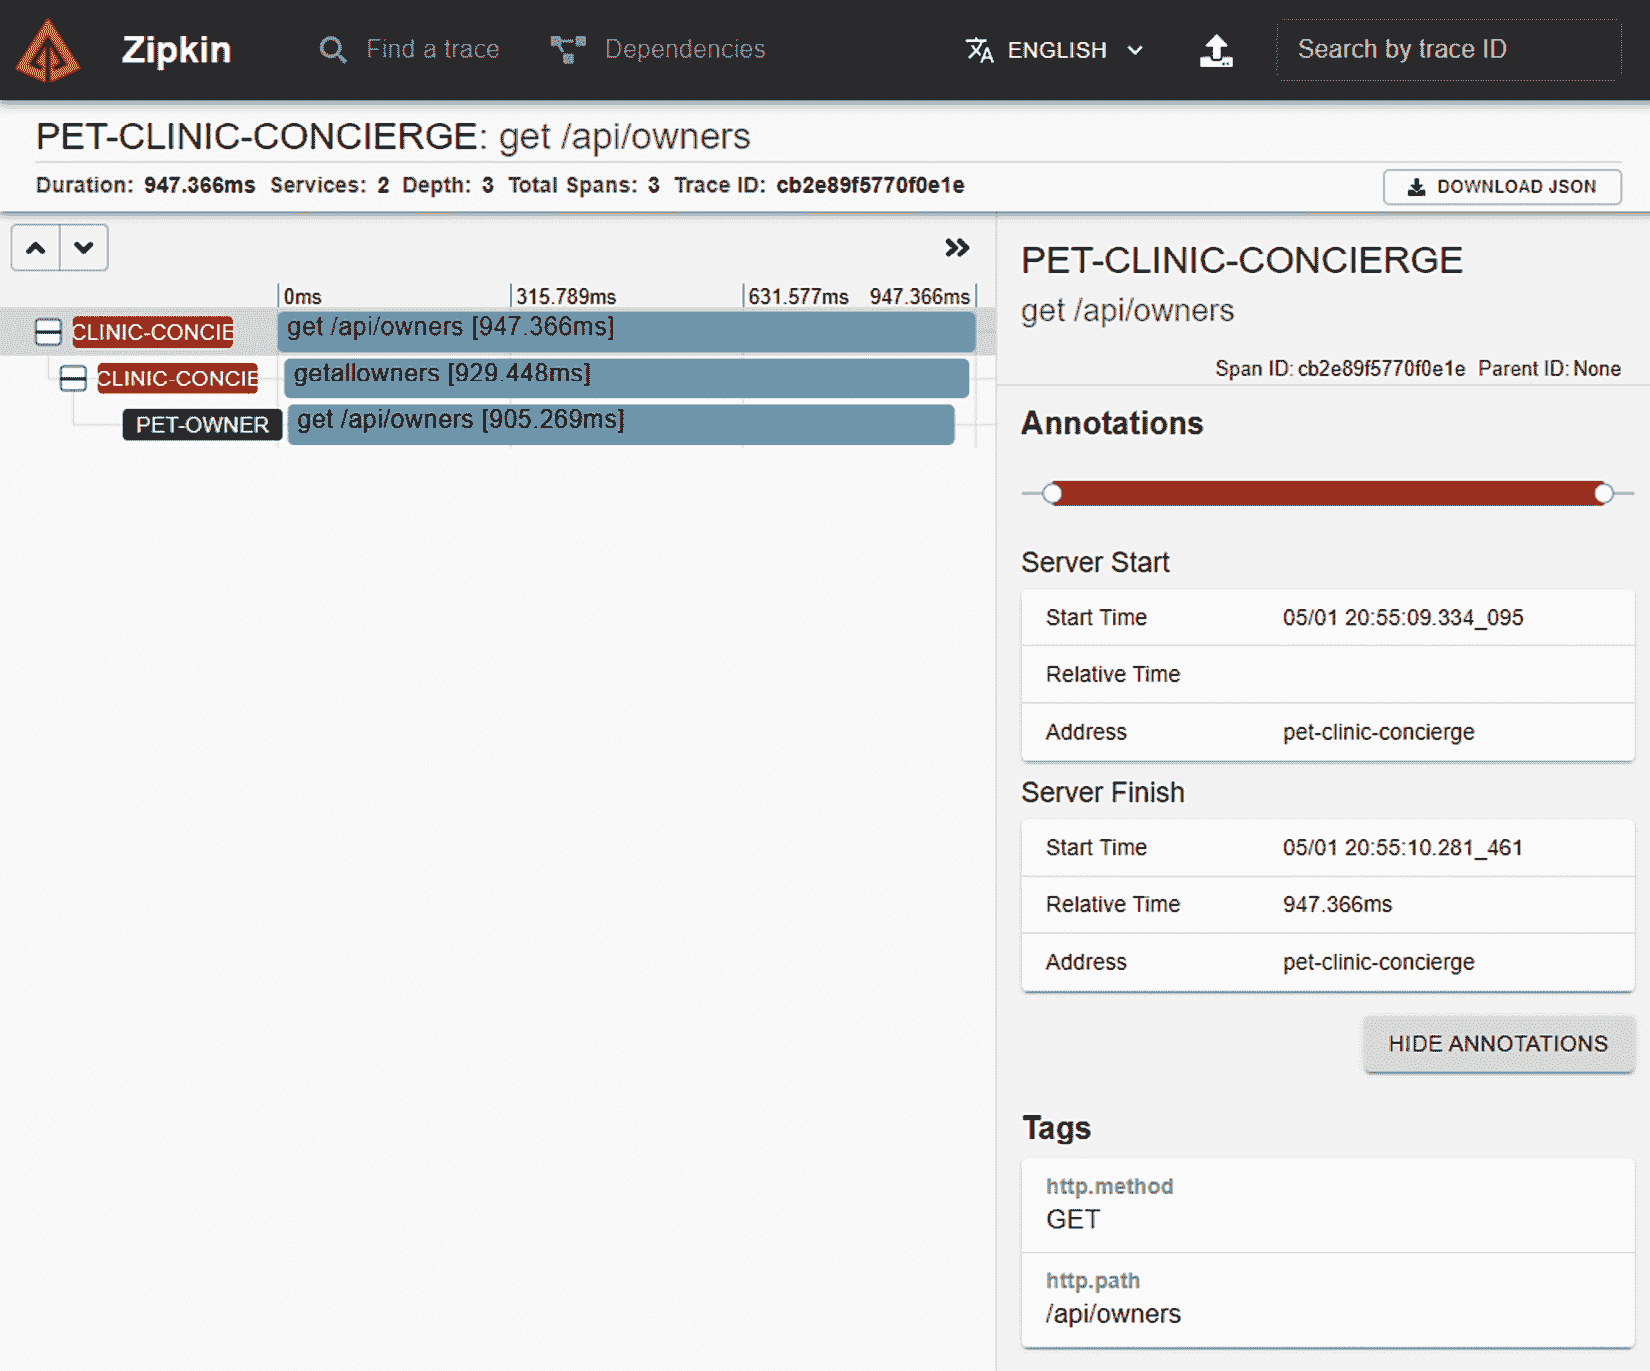 Zipkin Find a trace Dependencies ENGLISH Search by trace ID
PET-CLINIC-CONCIERGE: get /api/owners
Duration: 947.366ms Services: 2 Depth: 3 Total Spans: 3 Trace ID: cb2e89f5770f0e1e
DOWNLOAD JSON
0ms 315.789ms 631.577ms 947.366ms
CLINIC-CONCIE get /api/owners [947.366ms]
CLINIC-CONCIE getallowners [929.448ms]
PET-OWNER get /api/owners [905.269ms]
PET-CLINIC-CONCIERGE
get /api/owners
Span ID: cb2e89f5770f0e1e Parent ID: None
Annotations
Server Start
Start Time 05/01 20:55:09.334_095
Relative Time
Address pet-clinic-concierge
Server Finish
Start Time 05/01 20:55:10.281_461
Relative Time 947.366ms
Address pet-clinic-concierge
HIDE ANNOTATIONS
Tags
http.method
GET
http.path
/api/owners